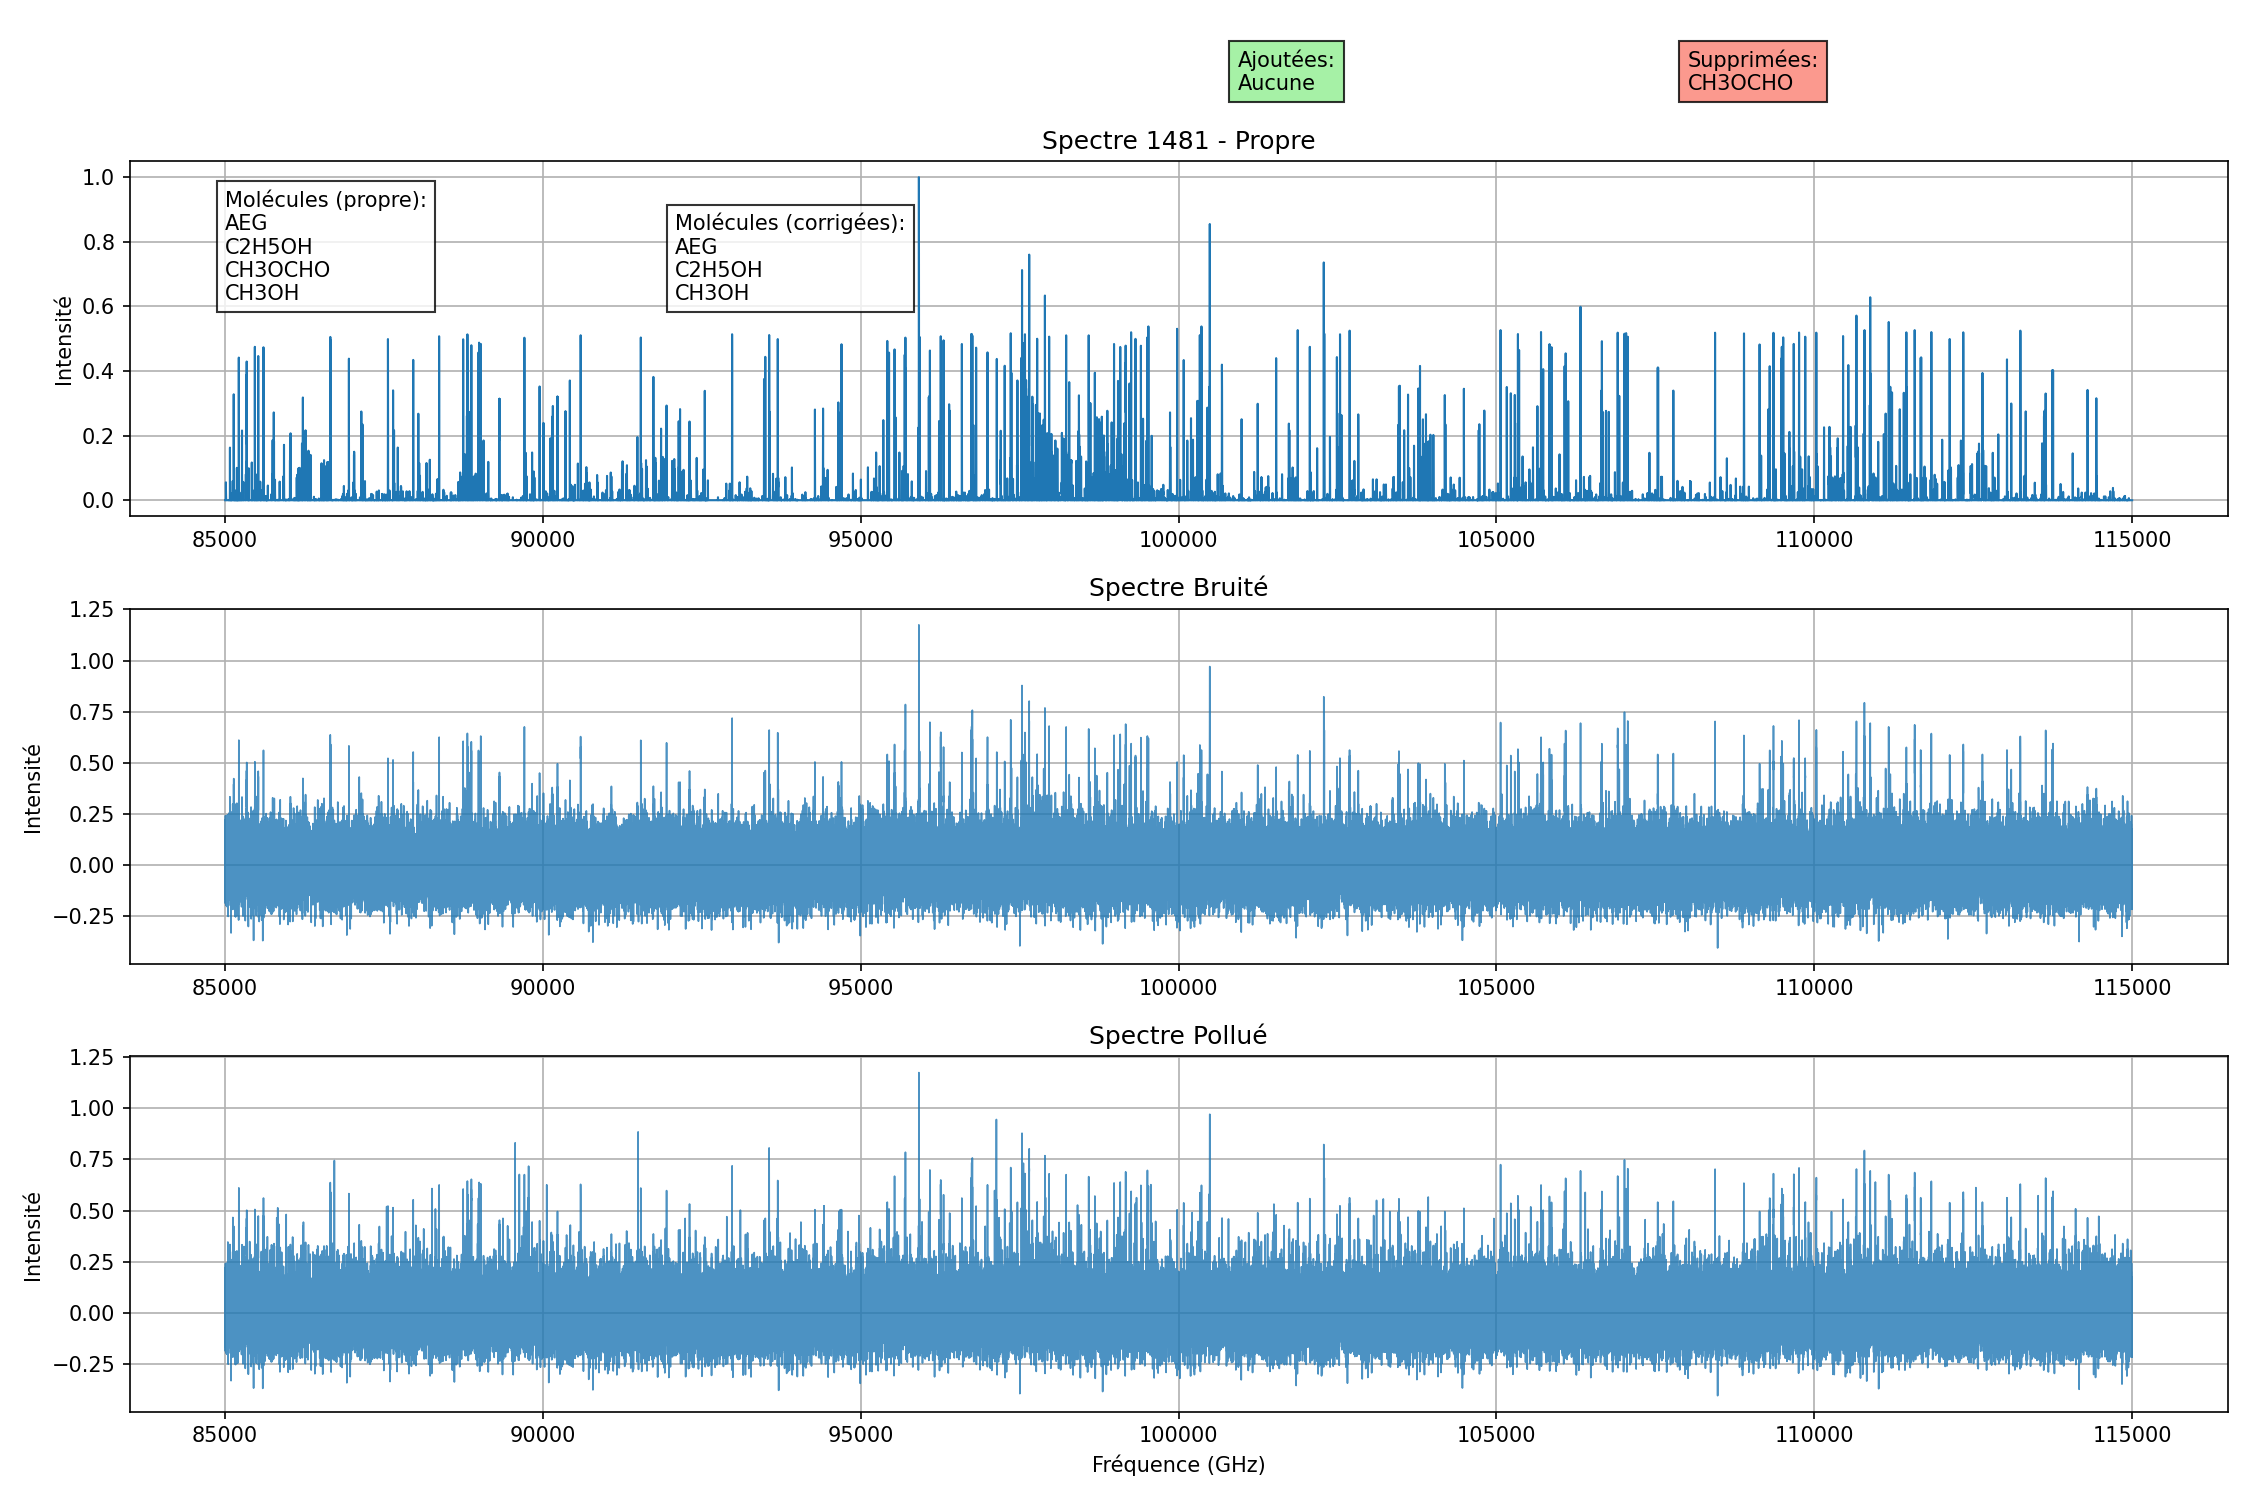 Ajoutées:
Aucune
Supprimées:
CH3OCHO
Spectre 1481 - Propre
Molécules (propre):
AEG
C2H5OH
CH3OCHO
CH3OH
Molécules (corrigées):
AEG
C2H5OH
CH3OH
Intensité
1.0
0.8
0.6
0.4
0.2
0.0
85000 90000 95000 100000 105000 110000 115000
Spectre Bruité
Intensité
1.25
1.00
0.75
0.50
0.25
0.00
−0.25
85000 90000 95000 100000 105000 110000 115000
Spectre Pollué
Intensité
1.25
1.00
0.75
0.50
0.25
0.00
−0.25
85000 90000 95000 100000 105000 110000 115000
Fréquence (GHz)